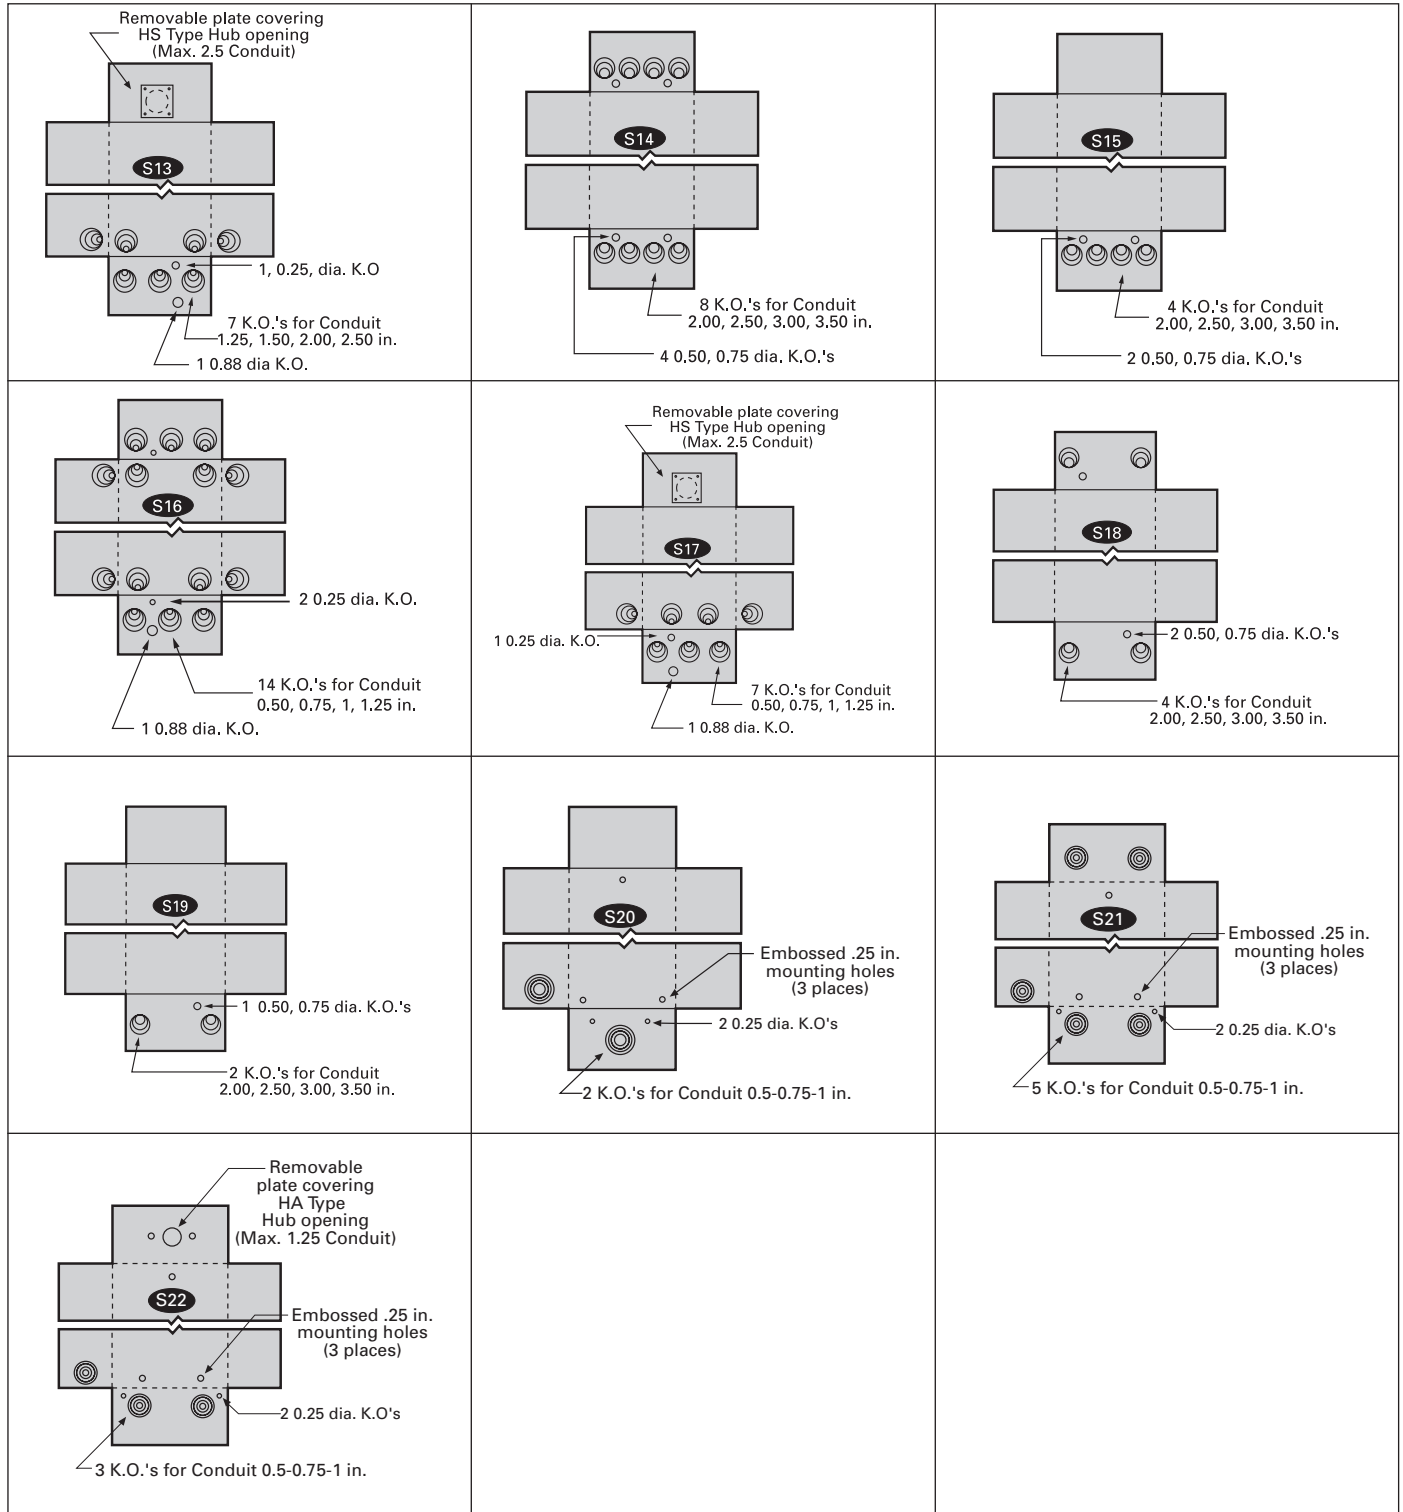 Removable plate covering
HS Type Hub opening
(Max. 2.5 Conduit)
S13
1, 0.25, dia. K.O
7 K.O.'s for Conduit
1.25, 1.50, 2.00, 2.50 in.
1 0.88 dia K.O.
S14
8 K.O.'s for Conduit
2.00, 2.50, 3.00, 3.50 in.
4 0.50, 0.75 dia. K.O.'s
S15
4 K.O.'s for Conduit
2.00, 2.50, 3.00, 3.50 in.
2 0.50, 0.75 dia. K.O.'s
S16
2 0.25 dia. K.O.
14 K.O.'s for Conduit
0.50, 0.75, 1, 1.25 in.
1 0.88 dia. K.O.
Removable plate covering
HS Type Hub opening
(Max. 2.5 Conduit)
S17
1 0.25 dia. K.O.
7 K.O.'s for Conduit
0.50, 0.75, 1, 1.25 in.
1 0.88 dia. K.O.
S18
2 0.50, 0.75 dia. K.O.'s
4 K.O.'s for Conduit
2.00, 2.50, 3.00, 3.50 in.
S19
1 0.50, 0.75 dia. K.O.'s
2 K.O.'s for Conduit
2.00, 2.50, 3.00, 3.50 in.
S20
Embossed .25 in.
mounting holes
(3 places)
2 0.25 dia. K.O's
2 K.O.'s for Conduit 0.5-0.75-1 in.
S21
Embossed .25 in.
mounting holes
(3 places)
2 0.25 dia. K.O's
5 K.O.'s for Conduit 0.5-0.75-1 in.
Removable
plate covering
HA Type
Hub opening
(Max. 1.25 Conduit)
S22
Embossed .25 in.
mounting holes
(3 places)
2 0.25 dia. K.O's
3 K.O.'s for Conduit 0.5-0.75-1 in.